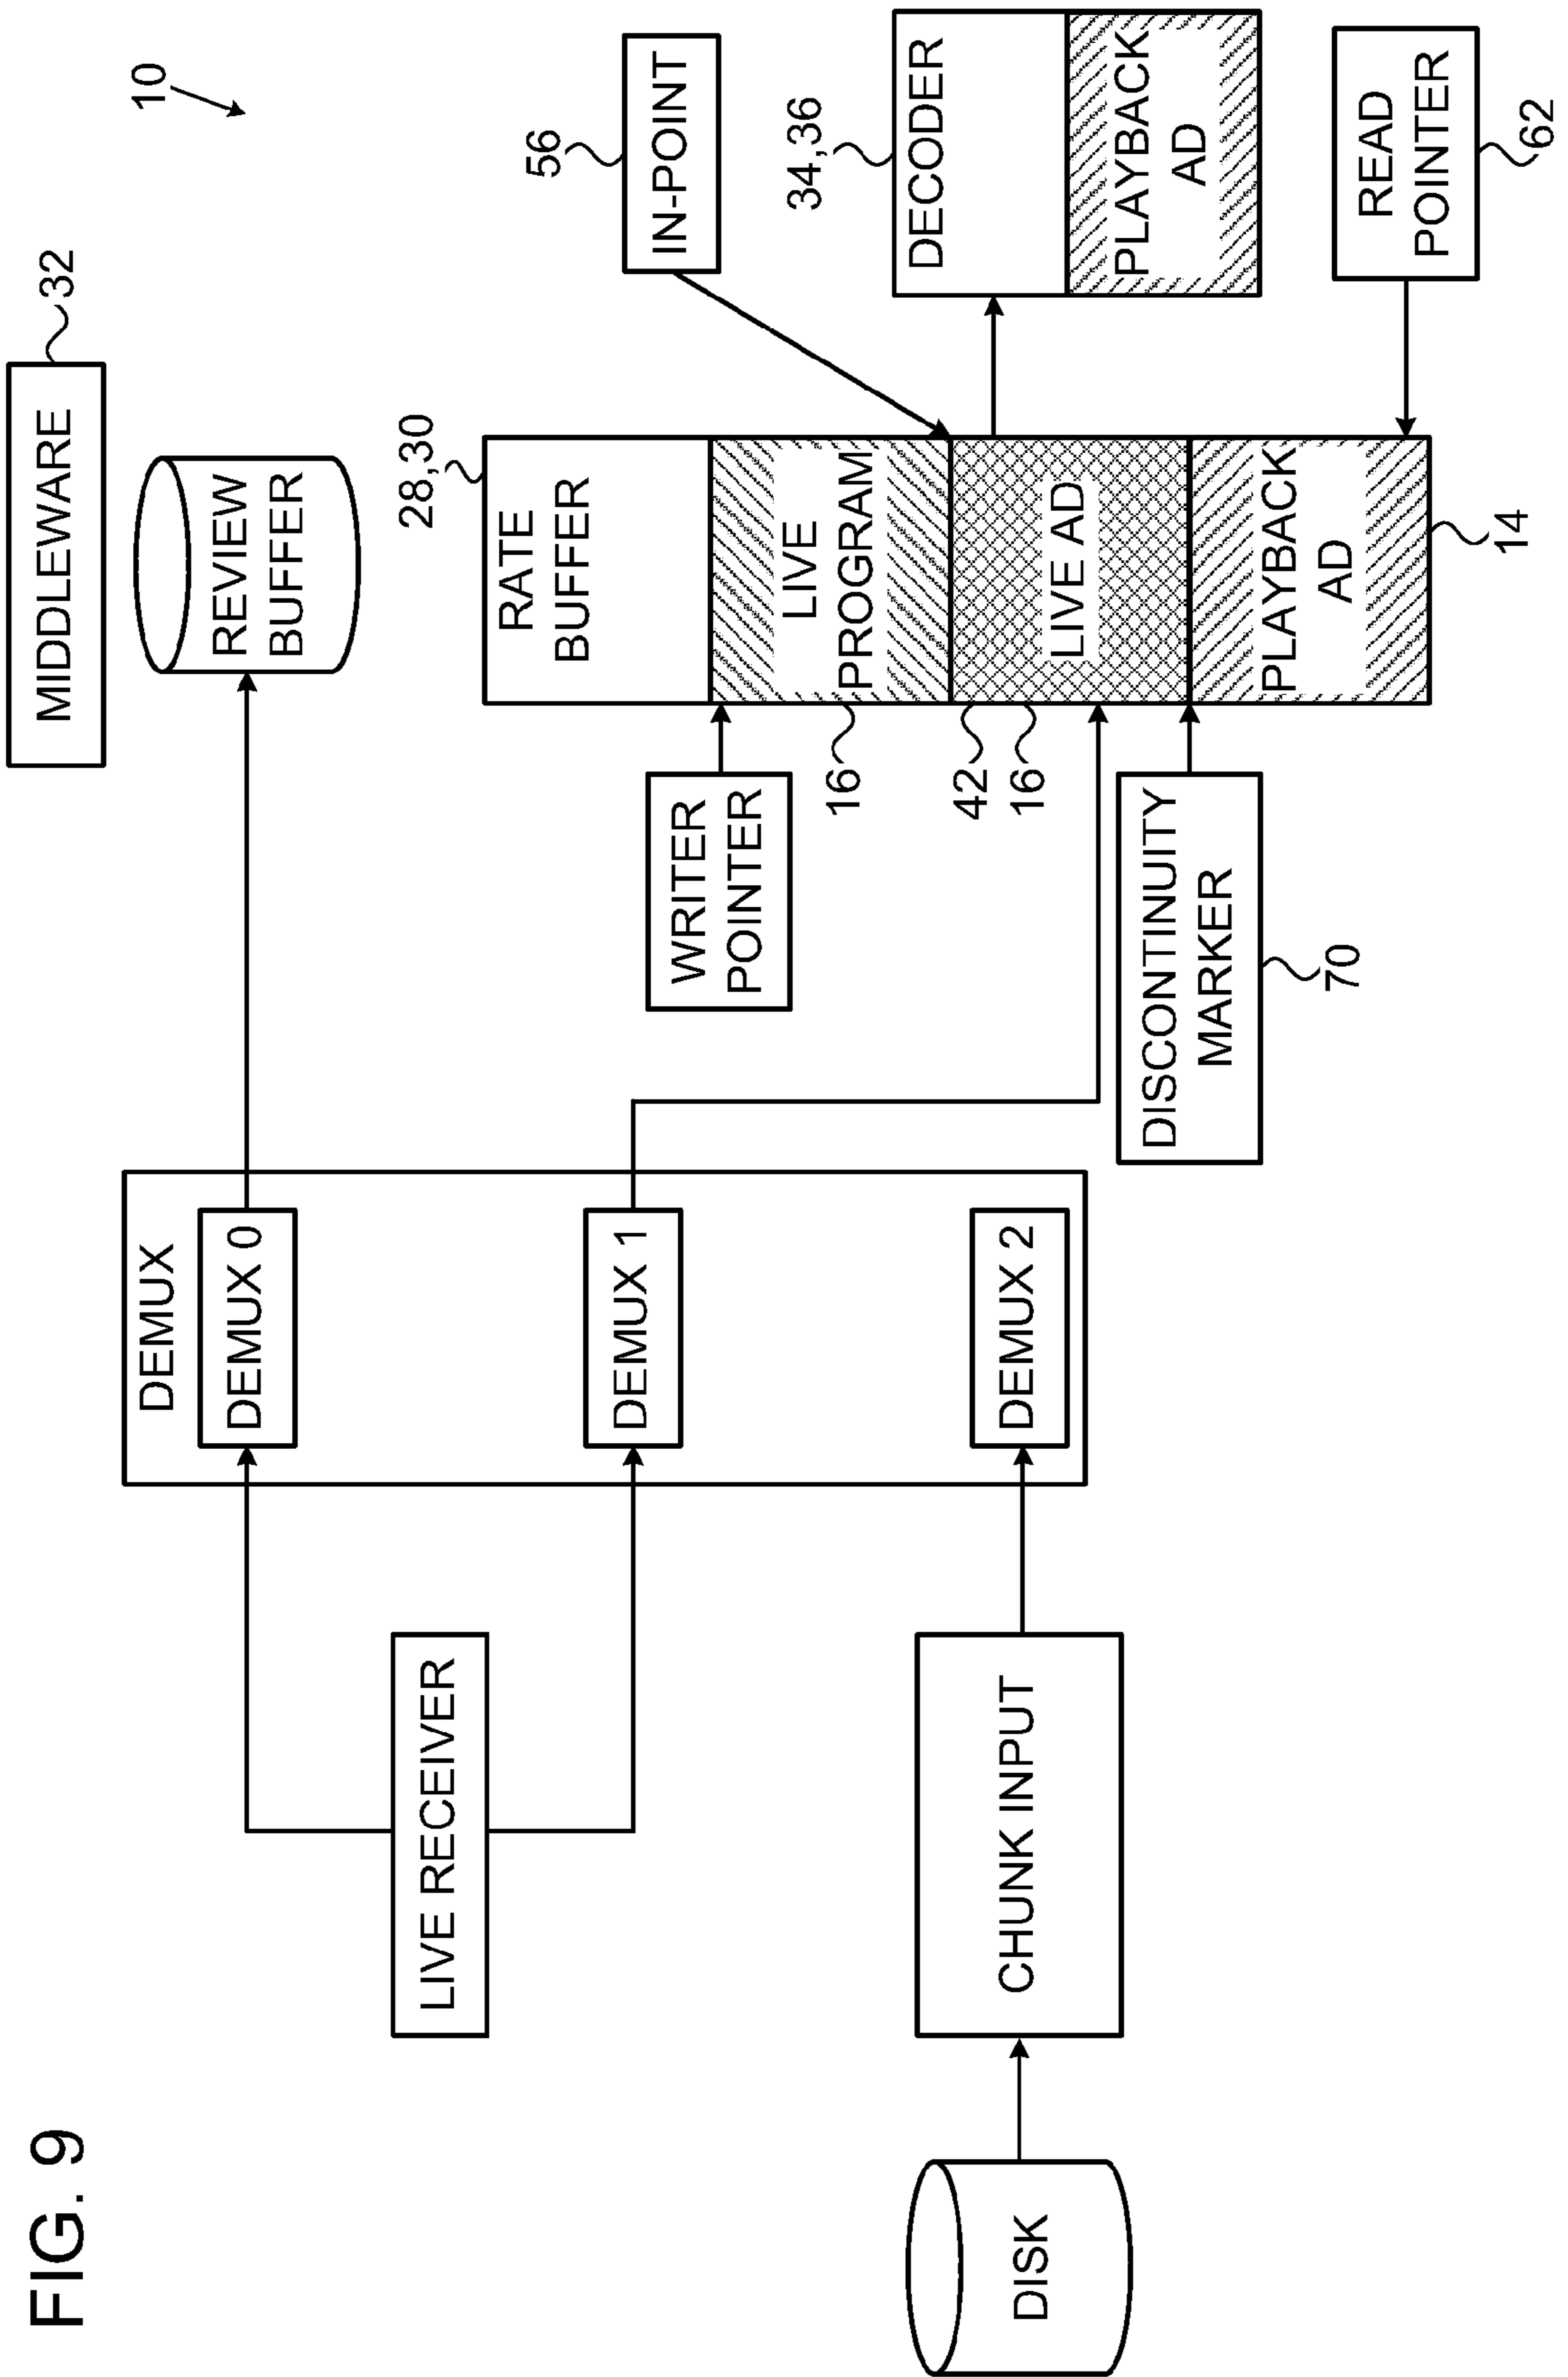 FIG. 9
10
MIDDLEWARE
32
DEMUX
DEMUX 0
REVIEW
BUFFER
LIVE RECEIVER
DEMUX 1
28,30
RATE
BUFFER
56
IN-POINT
WRITER
POINTER
LIVE
PROGRAM
16
42
16
LIVE AD
34,36
DECODER
PLAYBACK
AD
DISK
CHUNK INPUT
DEMUX 2
DISCONTINUITY
MARKER
70
PLAYBACK
AD
14
READ
POINTER
62